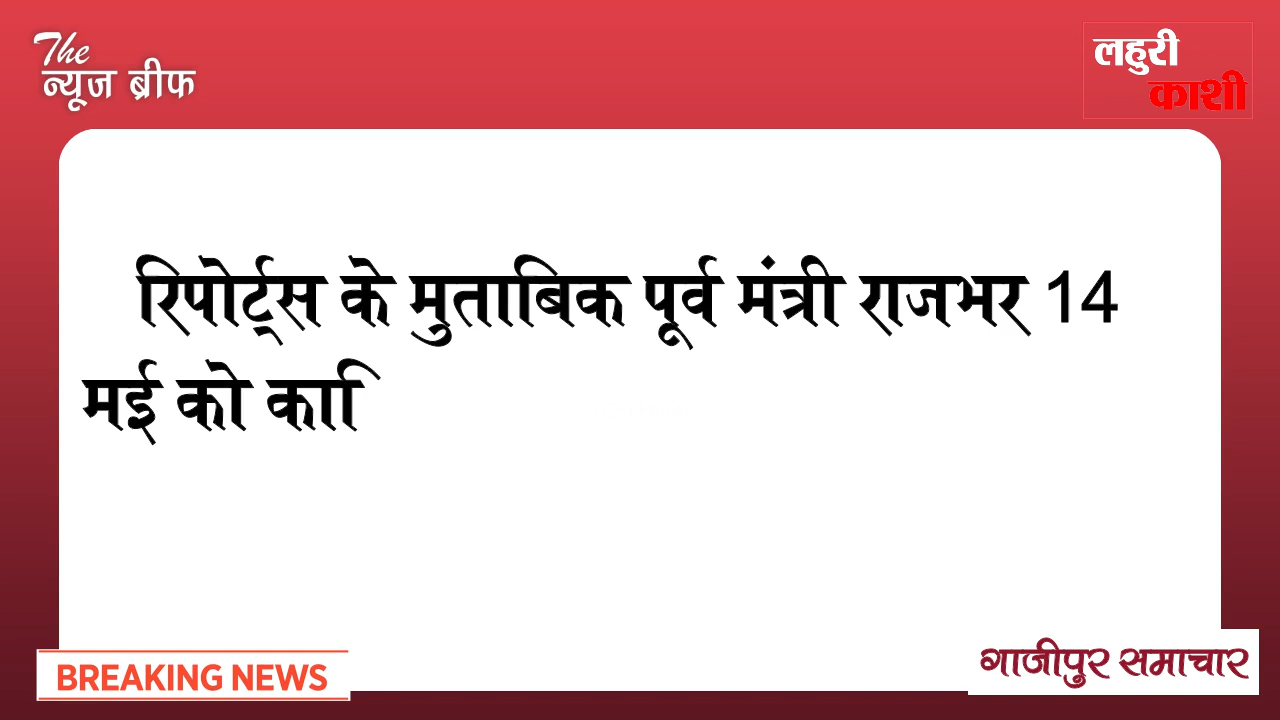 The
न्यूज ब्रीफ
लहुरी
काशी
रिपोर्ट्स के मुताबिक पूर्व मंत्री राजभर 14
मई को कार्ि
BREAKING NEWS
गाजीपुर समाचार